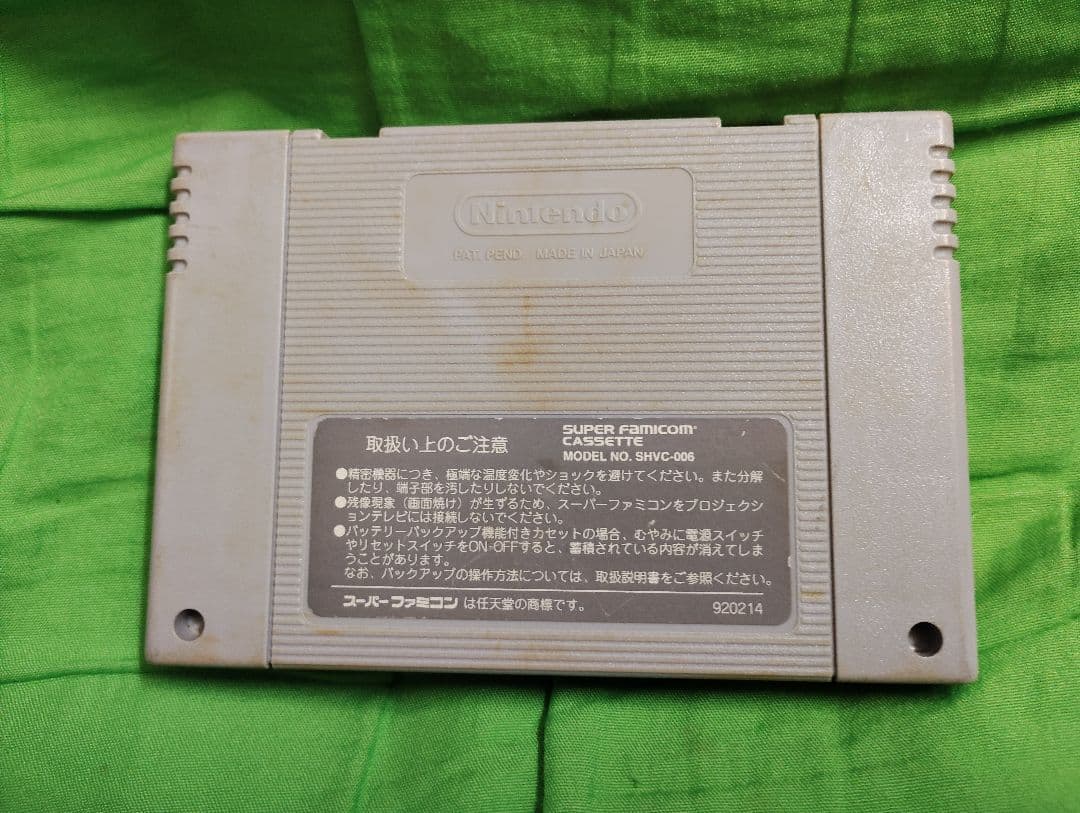 Nintendo
PAT. PEND. MADE IN JAPAN
取扱い上のご注意
SUPER FAMICOM
CASSETTE
MODEL NO. SHVC-006
●精密機器につき、極端な温度変化やショックを避けてください。また分解
したり、端子部を汚したりしないでください。
●残像現象(画面焼け)が生ずるため、スーパーファミコンをプロジェクシ
ョンテレビには接続しないでください。
●バッテリーバックアップ機能付きカセットの場合、むやみに電源スイッチ
やリセットスイッチをON-OFFすると、蓄積されている内容が消えてしま
うことがあります。
なお、バックアップの操作方法については、取扱説明書をご参照ください。
スーパーファミコン は任天堂の商標です。
920214